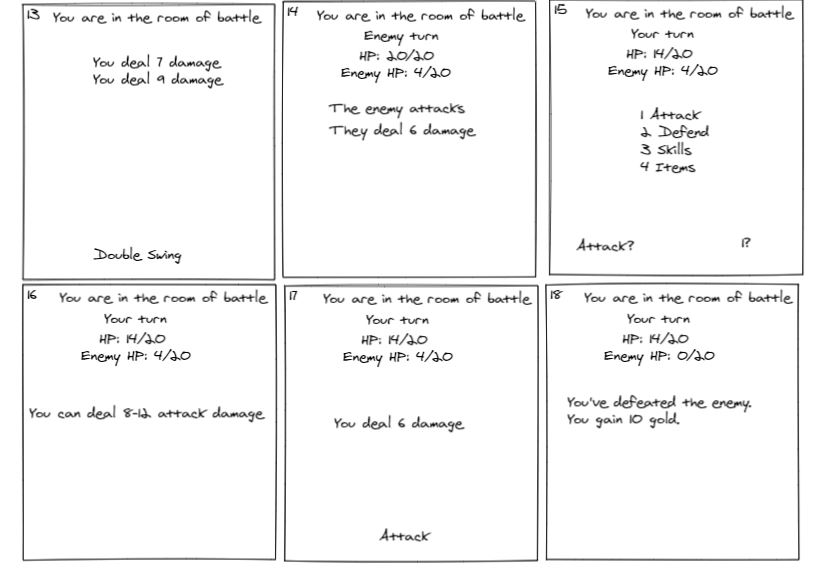 13 You are in the room of battle
You deal 7 damage
You deal 9 damage
Double Swing
14 You are in the room of battle
Enemy turn
HP: 20/20
Enemy HP: 4/20
The enemy attacks
They deal 6 damage
15 You are in the room of battle
Your turn
HP: 14/20
Enemy HP: 4/20
1 Attack
2 Defend
3 Skills
4 Items
Attack? 1?
16 You are in the room of battle
Your turn
HP: 14/20
Enemy HP: 4/20
You can deal 8-12 attack damage
17 You are in the room of battle
Your turn
HP: 14/20
Enemy HP: 4/20
You deal 6 damage
Attack
18 You are in the room of battle
Your turn
HP: 14/20
Enemy HP: 0/20
You've defeated the enemy.
You gain 10 gold.